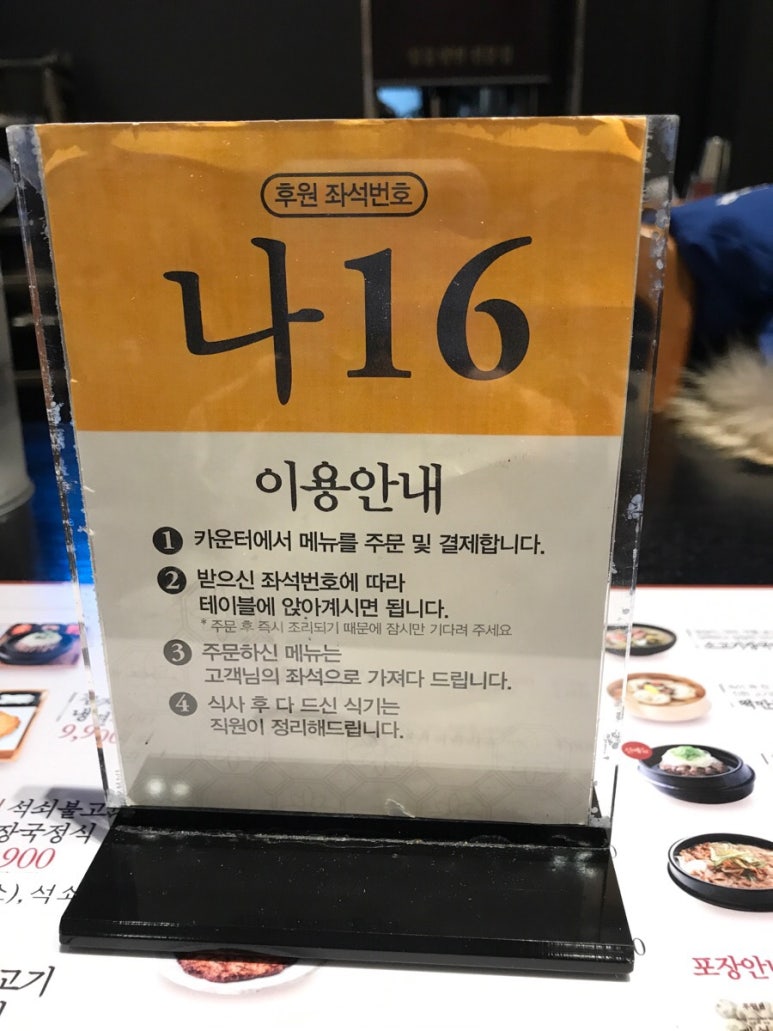 후원 좌석번호
나16
이용안내
1 카운터에서 메뉴를 주문 및 결제합니다.
2 받으신 좌석번호에 따라
테이블에 앉아계시면 됩니다.
* 주문 후 즉시 조리되기 때문에 잠시만 기다려 주세요
3 주문하신 메뉴는
고객님의 좌석으로 가져다 드립니다.
4 식사 후 다 드신 식기는
직원이 정리해드립니다.
9,900
석쇠불고
장국정식
900
석쇠
고기
포장안